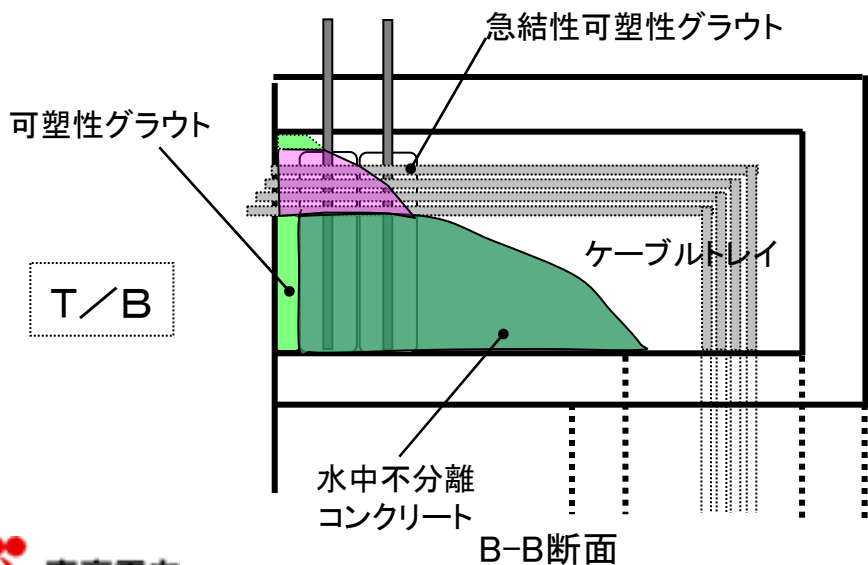 急結性可塑性グラウト
可塑性グラウト
ケーブルトレイ
T/B
水中不分離
コンクリート
B-B断面